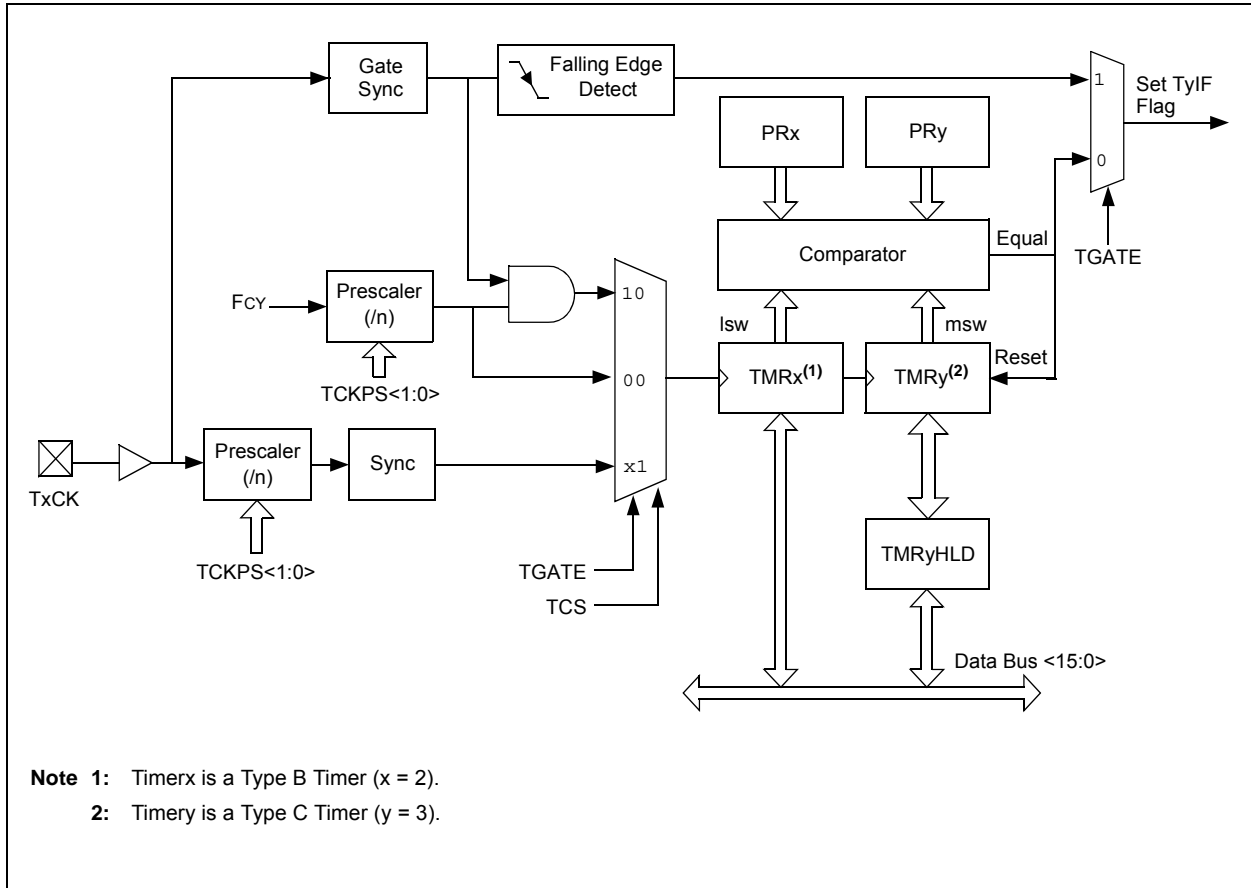 Gate
Sync
Falling Edge
Detect
1
Set TyIF
Flag
PRx
PRy
0
Comparator
Equal
TGATE
FCY
Prescaler
(/n)
10
lsw
msw
TCKPS<1:0>
00
TMRx(1)
TMRy(2)
Reset
Prescaler
(/n)
Sync
x1
TxCK
TCKPS<1:0>
TGATE
TCS
TMRyHLD
Data Bus <15:0>
Note 1: Timerx is a Type B Timer (x = 2).
2: Timery is a Type C Timer (y = 3).